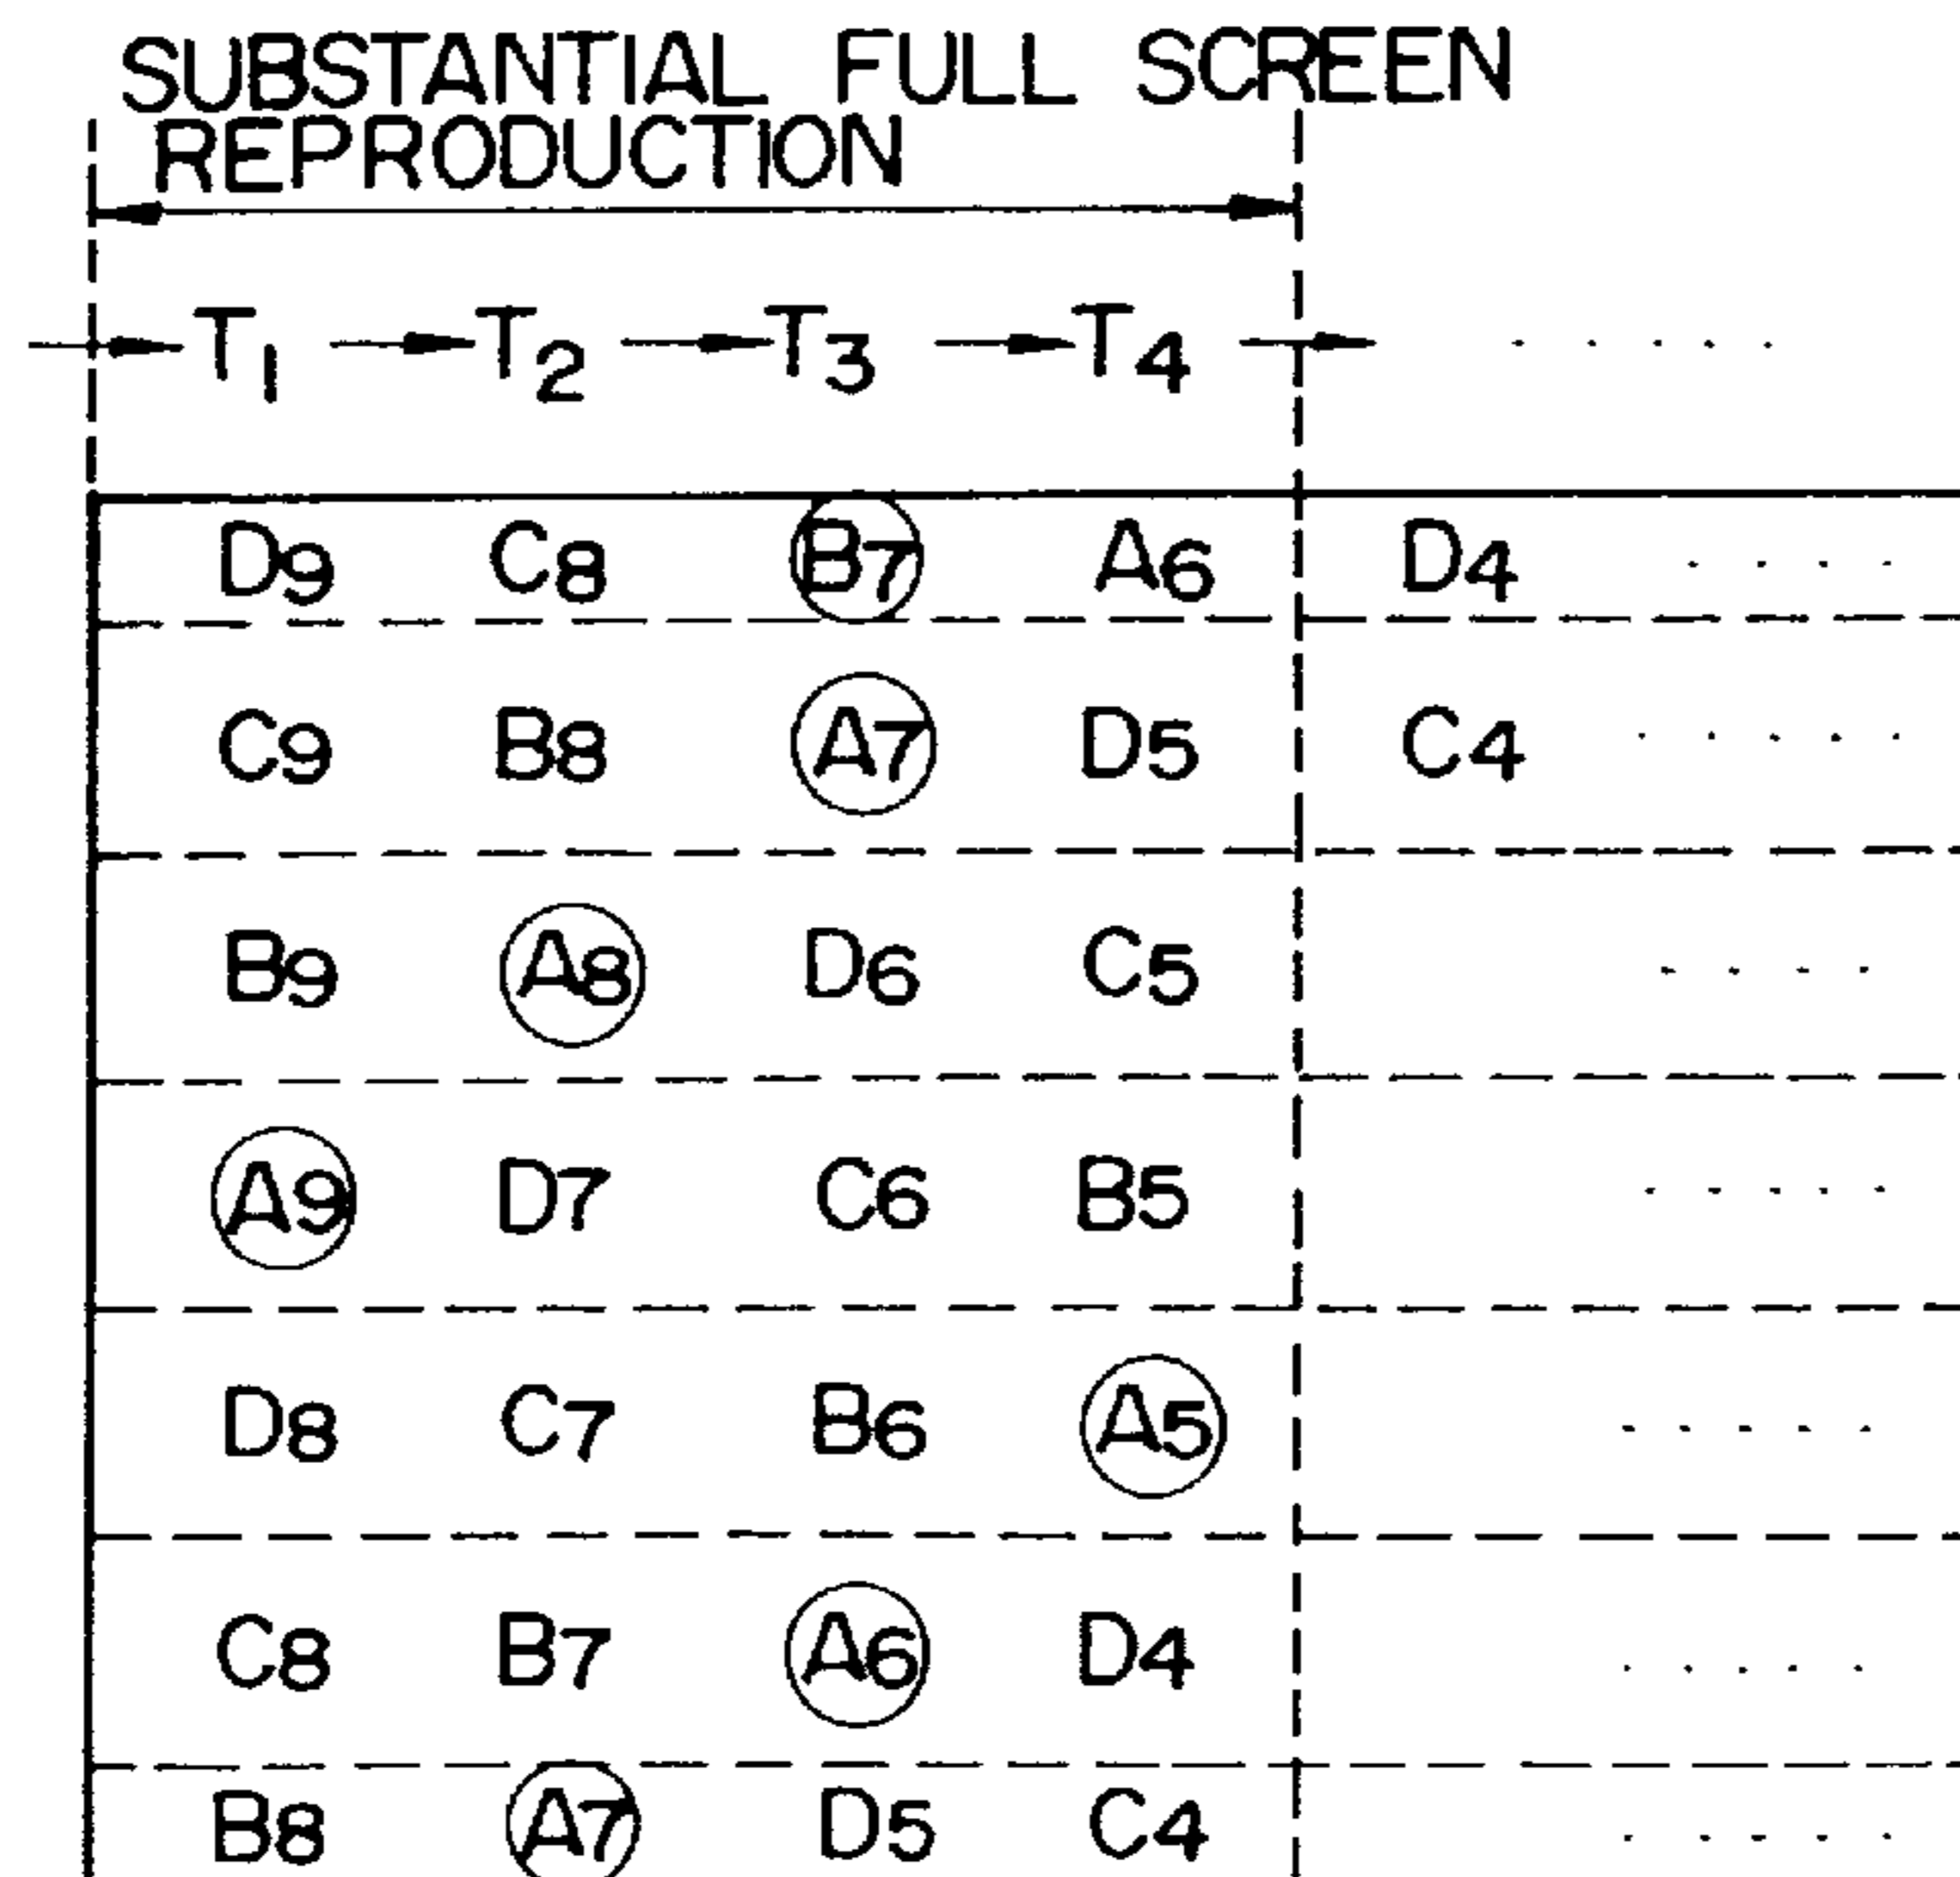 SUBSTANTIAL FULL SCREEN
REPRODUCTION
T1 T2 T3 T4 .....
D9 C8 B7 A6 D4 ....
C9 B8 A7 D5 C4 .....
B9 A8 D6 C5 ....
A9 D7 C6 B5 .....
D8 C7 B6 A5 .....
C8 B7 A6 D4 .....
B8 A7 D5 C4 .....